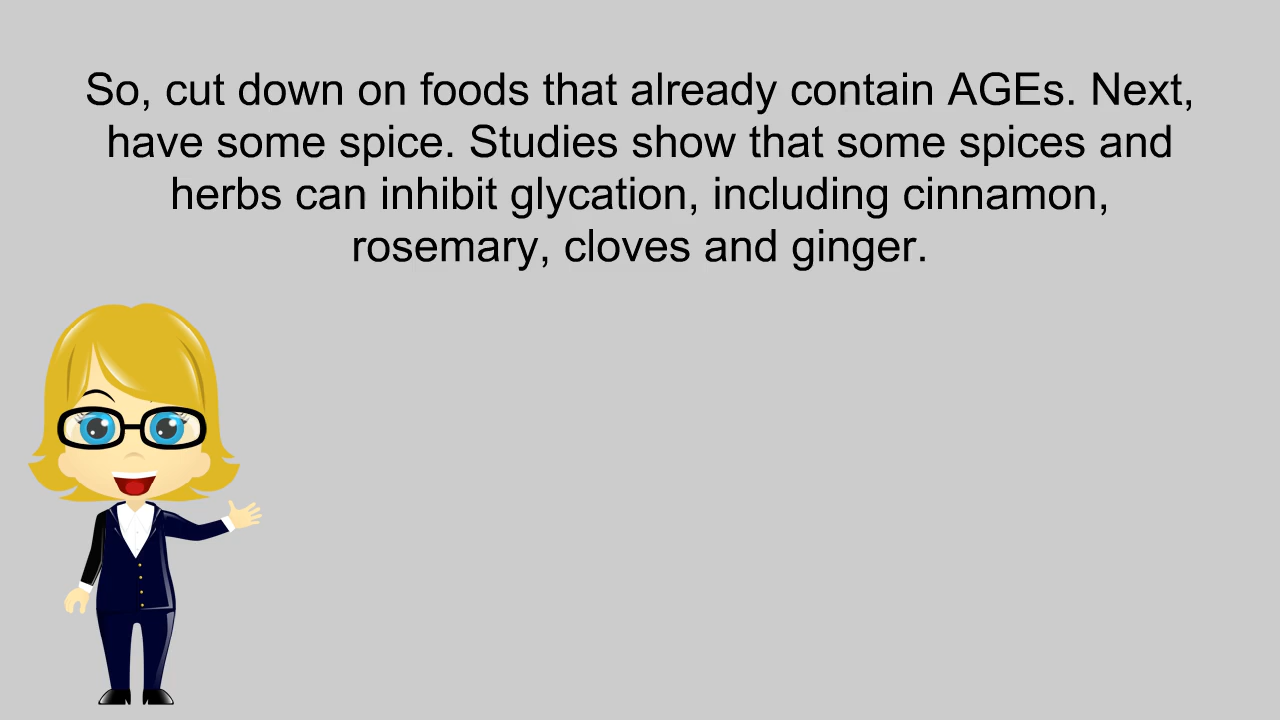 So, cut down on foods that already contain AGEs. Next,
have some spice. Studies show that some spices and
herbs can inhibit glycation, including cinnamon,
rosemary, cloves and ginger.